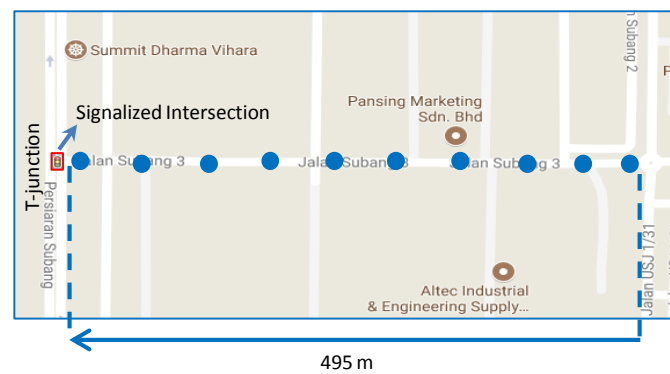 Summit Dharma Vihara
Signalized Intersection
T-junction
Persiaran Subang
Pansing Marketing
Sdn. Bhd
Jalan Subang 3
Jalan Subang 3
Jalan Subang 3
Subang 2
P
Jalan USJ 1/31
Altec Industrial
& Engineering Supply...
495 m